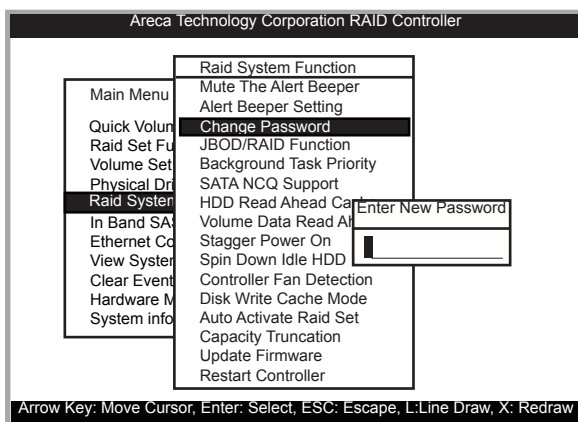 Areca Technology Corporation RAID Controller
Main Menu
Quick Volun
Raid Set Fu
Volume Set
Physical Dri
Raid System
In Band SA
Ethernet Co
View System
Clear Event
Hardware M
System info
Raid System Function
Mute The Alert Beeper
Alert Beeper Setting
Change Password
JBOD/RAID Function
Background Task Priority
SATA NCQ Support
HDD Read Ahead Ca
Volume Data Read Ah
Stagger Power On
Spin Down Idle HDD
Controller Fan Detection
Disk Write Cache Mode
Auto Activate Raid Set
Capacity Truncation
Update Firmware
Restart Controller
Enter New Password
Arrow Key: Move Cursor, Enter: Select, ESC: Escape, L:Line Draw, X: Redraw